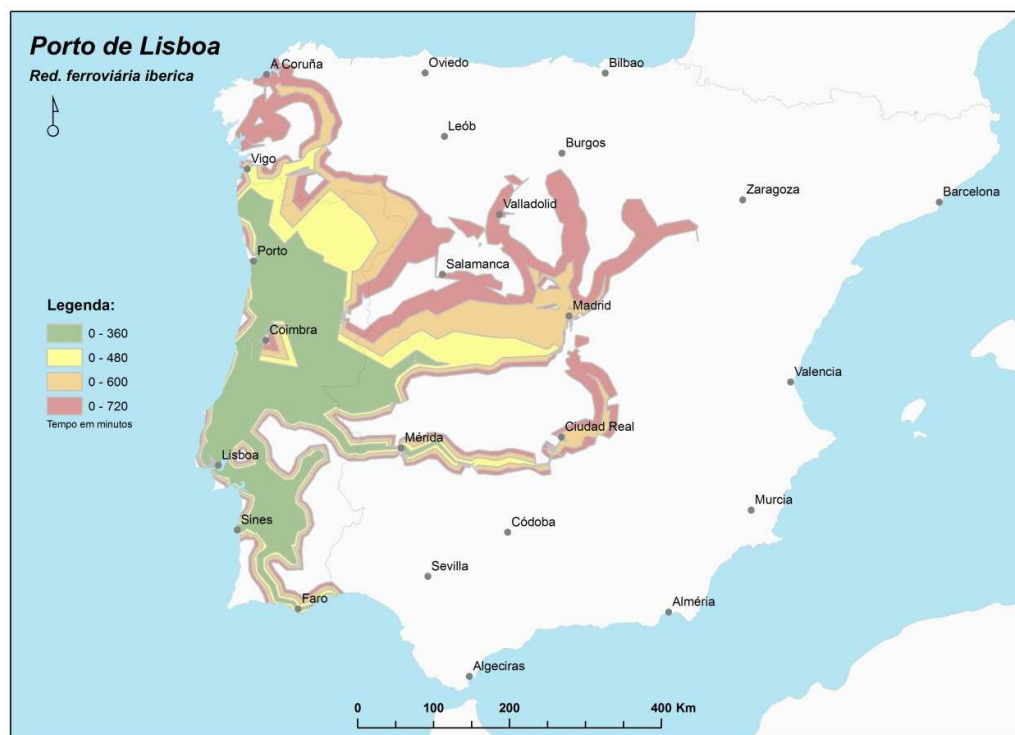 Porto de Lisboa
Red. ferroviária iberica
A Coruña
Oviedo
Bilbao
Leób
Burgos
Vigo
Zaragoza
Barcelona
Valladolid
Porto
Salamanca
Legenda:
0 - 360
0 - 480
0 - 600
0 - 720
Tempo em minutos
Madrid
Coimbra
Valencia
Ciudad Real
Mérida
Lisboa
Murcia
Sines
Códoba
Sevilla
Faro
Alméria
Algeciras
0 100 200 400 Km